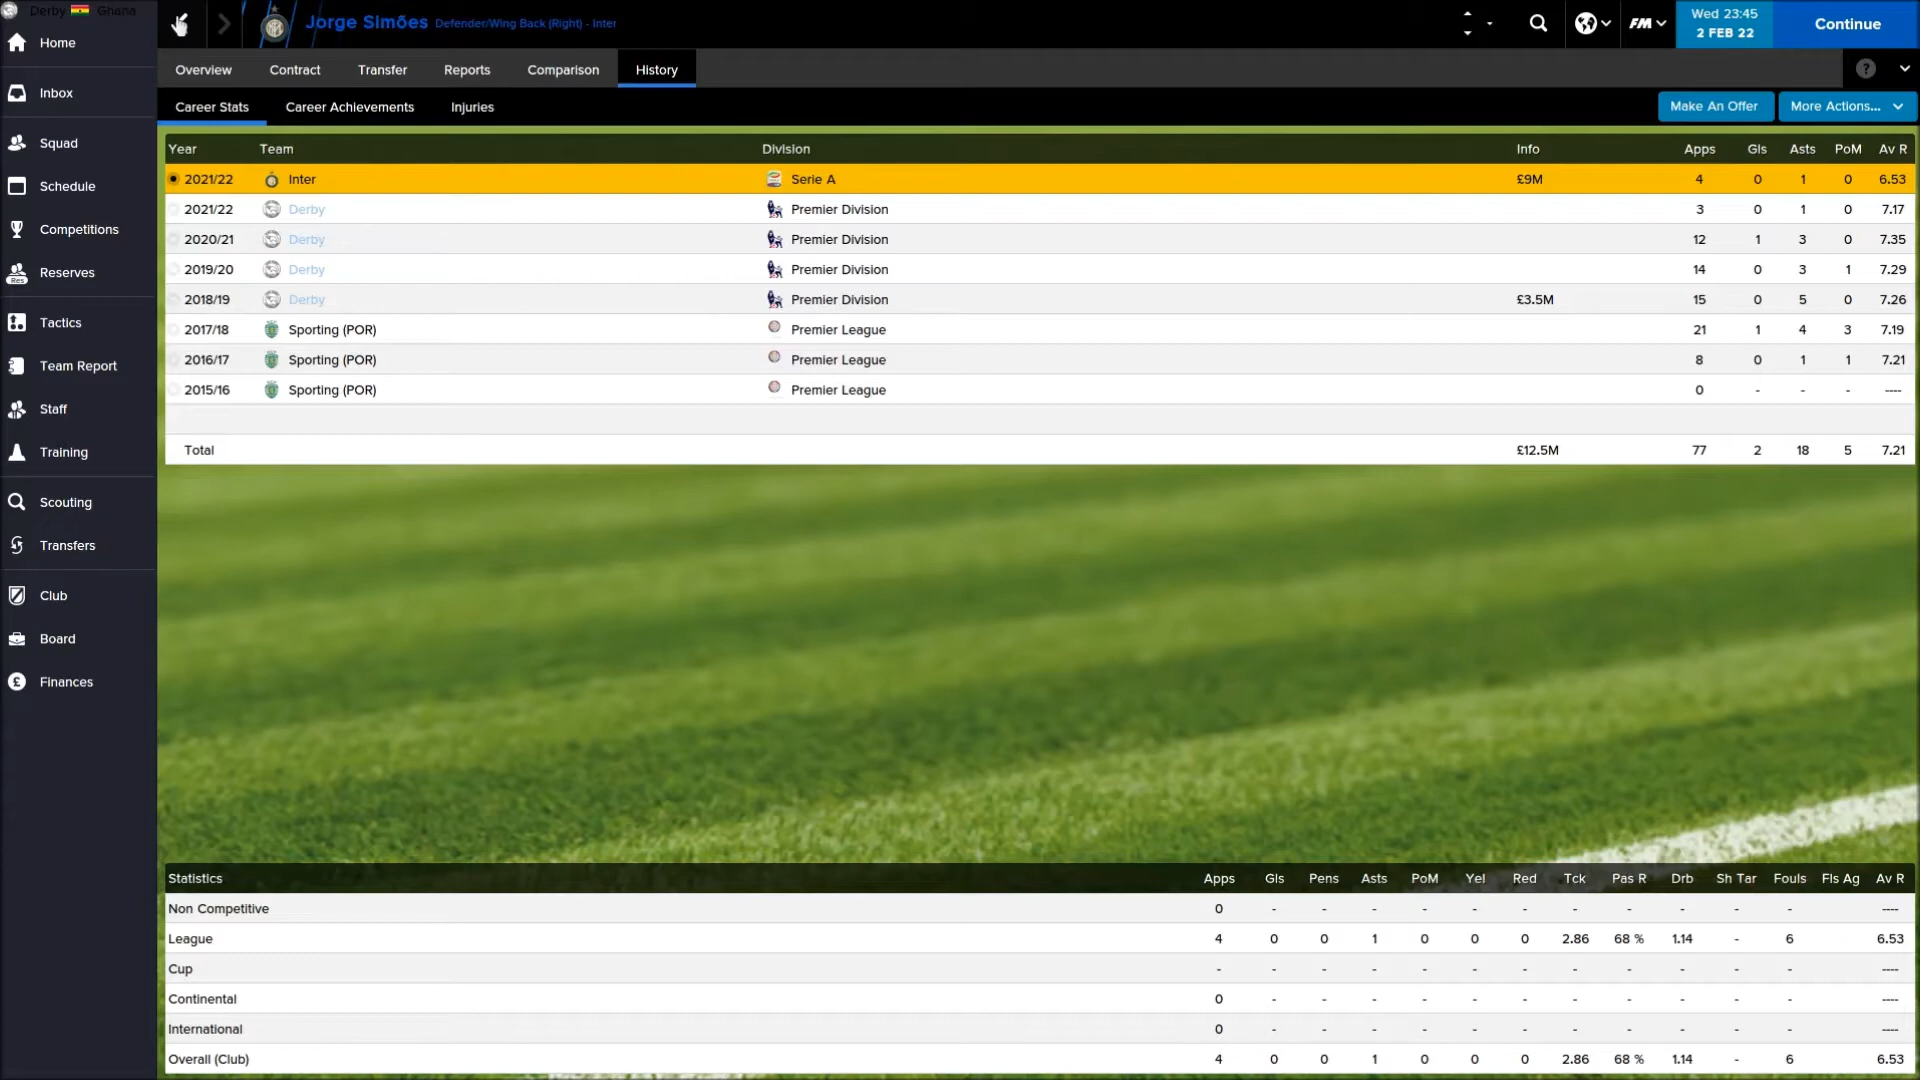 Derby Ghana
Jorge Simões Defender/Wing Back (Right) - Inter
FM
Wed 23:45
2 FEB 22
Continue
Home
Inbox
Squad
Schedule
Competitions
Reserves
Tactics
Team Report
Staff
Training
Scouting
Transfers
Club
Board
Finances
Overview Contract Transfer Reports Comparison History
Career Stats Career Achievements Injuries Make An Offer More Actions...
Year Team Division Info Apps Gls Asts PoM Av R
2021/22 Inter Serie A £9M 4 0 1 0 6.53
2021/22 Derby Premier Division 3 0 1 0 7.17
2020/21 Derby Premier Division 12 1 3 0 7.35
2019/20 Derby Premier Division 14 0 3 1 7.29
2018/19 Derby Premier Division £3.5M 15 0 5 0 7.26
2017/18 Sporting (POR) Premier League 21 1 4 3 7.19
2016/17 Sporting (POR) Premier League 8 0 1 1 7.21
2015/16 Sporting (POR) Premier League 0 - - - ----
Total £12.5M 77 2 18 5 7.21
Statistics Apps Gls Pens Asts PoM Yel Red Tck Pas R Drb Sh Tar Fouls Fls Ag Av R
Non Competitive 0 - - - - - - - - - - - ----
League 4 0 0 1 0 0 0 2.86 68 % 1.14 - 6 6.53
Cup - - - - - - - - - - - - ----
Continental 0 - - - - - - - - - - - ----
International 0 - - - - - - - - - - - ----
Overall (Club) 4 0 0 1 0 0 0 2.86 68 % 1.14 - 6 6.53